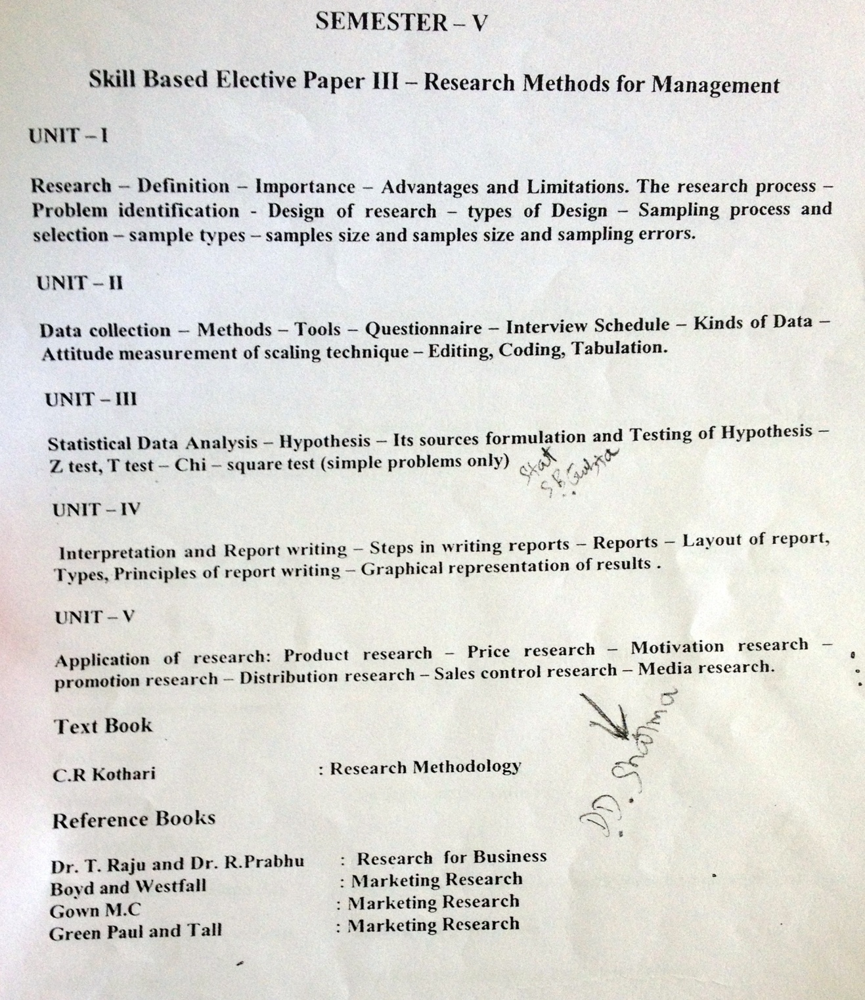 SEMESTER – V
Skill Based Elective Paper III – Research Methods for Management
UNIT – I
Research – Definition – Importance – Advantages and Limitations. The research process –
Problem identification - Design of research – types of Design – Sampling process and
selection – sample types – samples size and samples size and sampling errors.
UNIT – II
Data collection – Methods – Tools – Questionnaire – Interview Schedule – Kinds of Data –
Attitude measurement of scaling technique – Editing, Coding, Tabulation.
UNIT – III
Statistical Data Analysis – Hypothesis – Its sources formulation and Testing of Hypothesis –
Z test, T test – Chi – square test (simple problems only)
Stat
S B Gupta
UNIT – IV
Interpretation and Report writing – Steps in writing reports – Reports – Layout of report,
Types, Principles of report writing – Graphical representation of results .
UNIT – V
Application of research: Product research – Price research – Motivation research –
promotion research – Distribution research – Sales control research – Media research.
D.D. Sharma
Text Book
C.R Kothari : Research Methodology
Reference Books
Dr. T. Raju and Dr. R.Prabhu : Research for Business
Boyd and Westfall : Marketing Research
Gown M.C : Marketing Research
Green Paul and Tall : Marketing Research